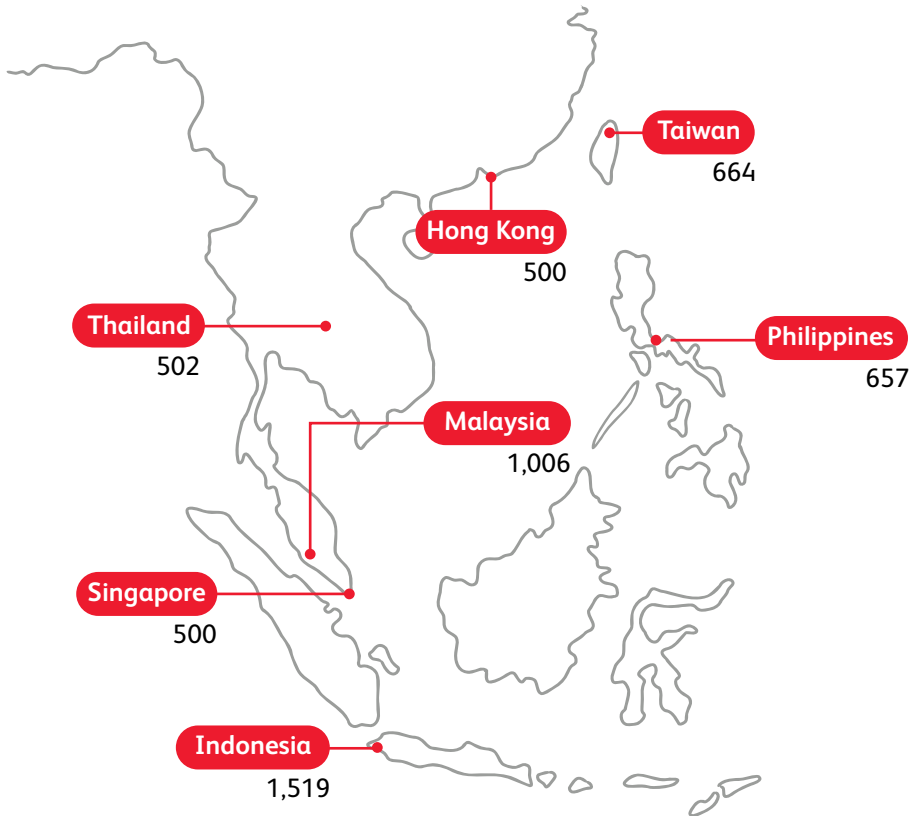 Taiwan
664
Hong Kong
500
Thailand
502
Philippines
657
Malaysia
1,006
Singapore
500
Indonesia
1,519